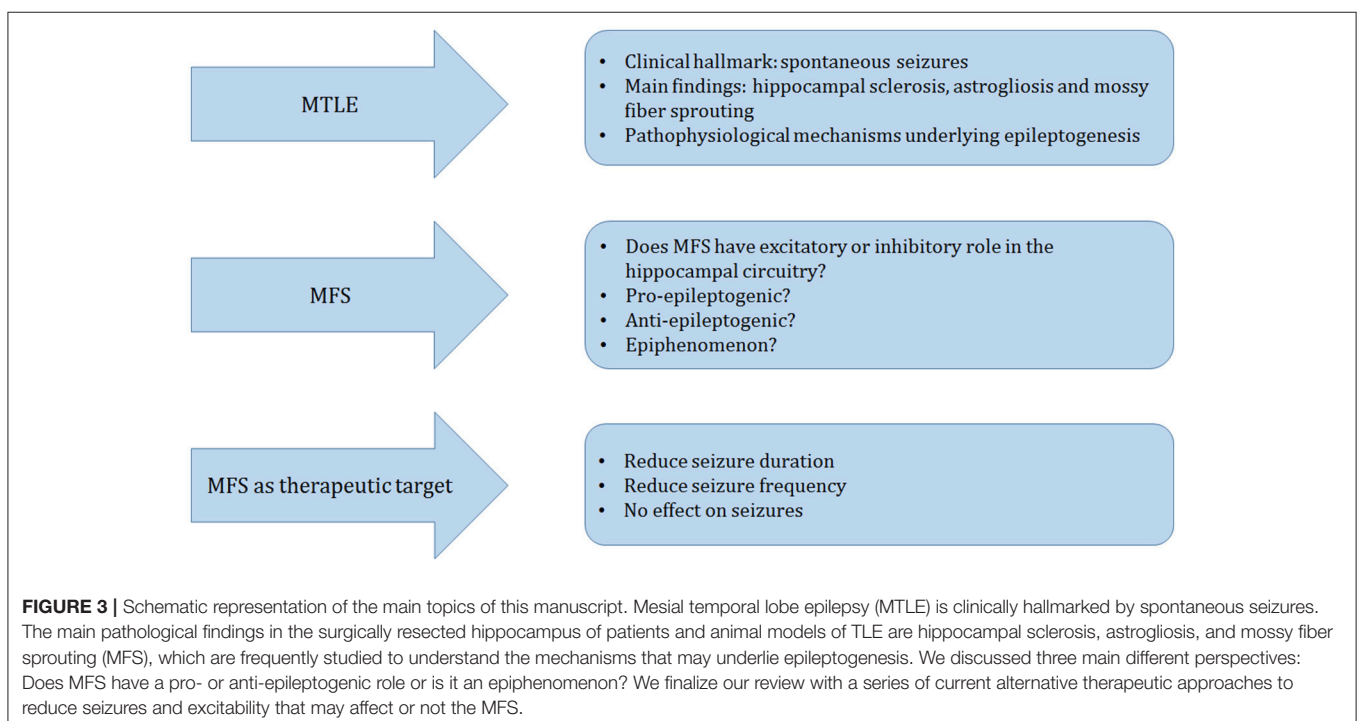 MTLE
• Clinical hallmark: spontaneous seizures
• Main findings: hippocampal sclerosis, astrogliosis and mossy
fiber sprouting
• Pathophysiological mechanisms underlying epileptogenesis
MFS
• Does MFS have excitatory or inhibitory role in the
hippocampal circuitry?
• Pro-epileptogenic?
• Anti-epileptogenic?
• Epiphenomenon?
MFS as therapeutic target
• Reduce seizure duration
• Reduce seizure frequency
• No effect on seizures
FIGURE 3 | Schematic representation of the main topics of this manuscript. Mesial temporal lobe epilepsy (MTLE) is clinically hallmarked by spontaneous seizures.
The main pathological findings in the surgically resected hippocampus of patients and animal models of TLE are hippocampal sclerosis, astrogliosis, and mossy fiber
sprouting (MFS), which are frequently studied to understand the mechanisms that may underlie epileptogenesis. We discussed three main different perspectives:
Does MFS have a pro- or anti-epileptogenic role or is it an epiphenomenon? We finalize our review with a series of current alternative therapeutic approaches to
reduce seizures and excitability that may affect or not the MFS.